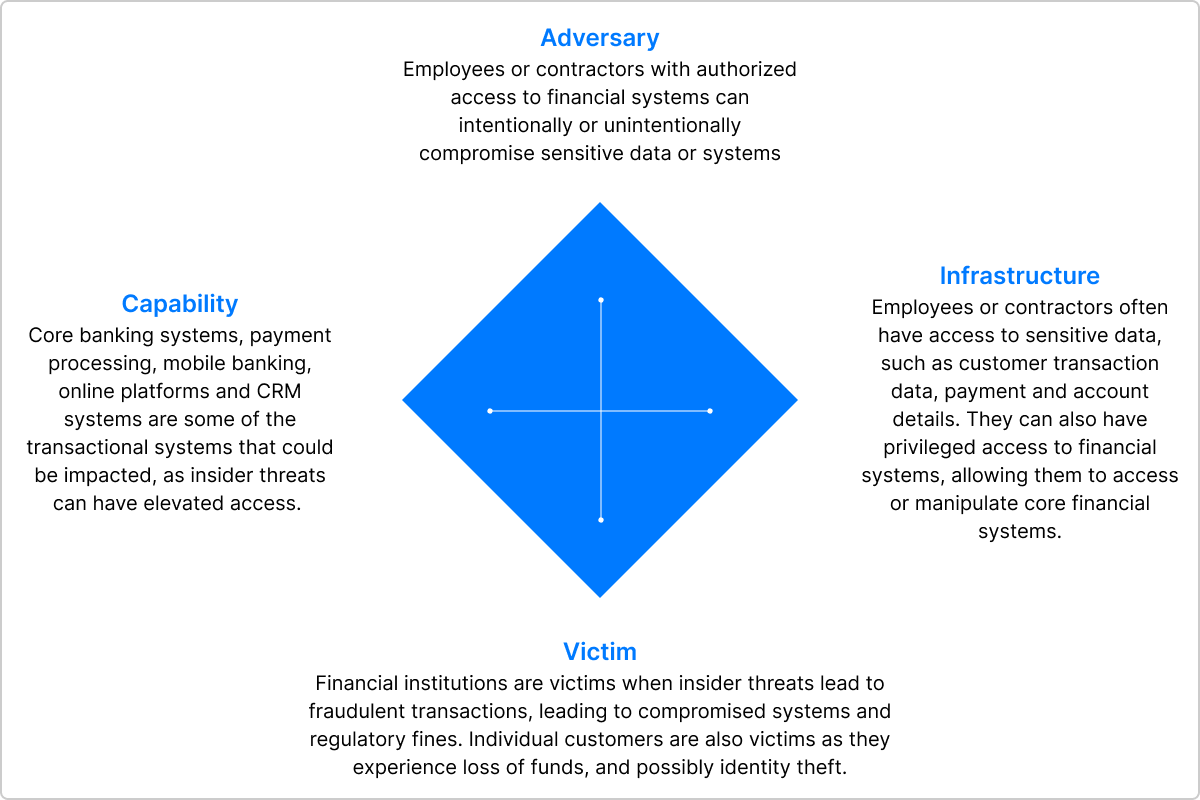 Adversary
Employees or contractors with authorized
access to financial systems can
intentionally or unintentionally
compromise sensitive data or systems
Capability
Core banking systems, payment
processing, mobile banking,
online platforms and CRM
systems are some of the
transactional systems that could
be impacted, as insider threats
can have elevated access.
Infrastructure
Employees or contractors often
have access to sensitive data,
such as customer transaction
data, payment and account
details. They can also have
privileged access to financial
systems, allowing them to access
or manipulate core financial
systems.
Victim
Financial institutions are victims when insider threats lead to
fraudulent transactions, leading to compromised systems and
regulatory fines. Individual customers are also victims as they
experience loss of funds, and possibly identity theft.